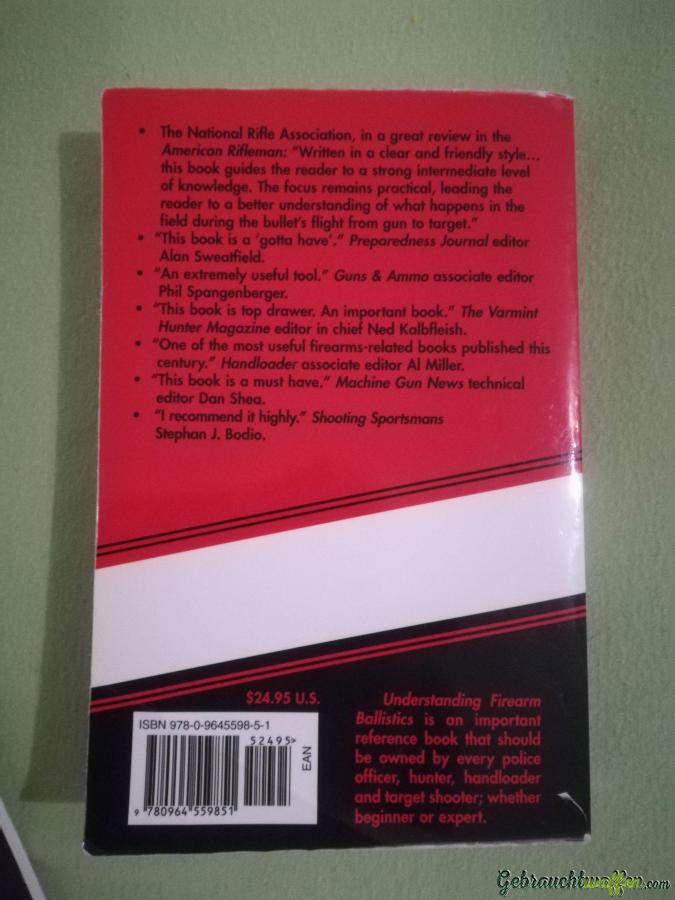 • The National Rifle Association, in a great review in the
American Rifleman: "Written in a clear and friendly style...
this book guides the reader to a strong intermediate level
of knowledge. The focus remains practical, leading the
reader to a better understanding of what happens in the
field during the bullet's flight from gun to target."
• "This book is a 'gotta have'." Preparedness Journal editor
Alan Sweatfield.
• "An extremely useful tool." Guns & Ammo associate editor
Phil Spangenberger.
• "This book is top drawer. An important book." The Varmint
Hunter Magazine editor in chief Ned Kalbfleish.
• "One of the most useful firearms-related books published this
century." Handloader associate editor Al Miller.
• "This book is a must have." Machine Gun News technical
editor Dan Shea.
• "I recommend it highly." Shooting Sportsmans
Stephan J. Bodio.
$24.95 U.S.
ISBN 978-0-9645598-5-1
52495>
EAN
9 780964 559851
Understanding Firearm
Ballistics is an important
reference book that should
be owned by every police
officer, hunter, handloader
and target shooter; whether
beginner or expert.
Gebrauchtwaffen.com